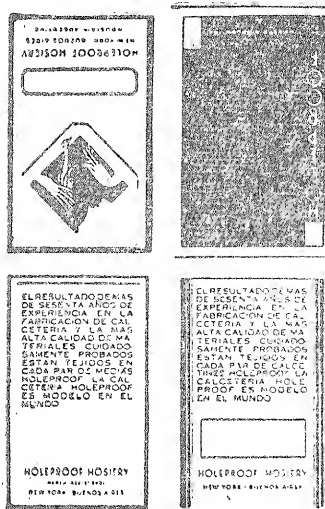 HOLEPROOF HOSIERY
NEW YORK BUENOS AIRES
EL RESULTADO DE MAS
DE SESENTA AÑOS DE
EXPERIENCIA EN LA
FABRICACION DE CAL
CETERIA Y LA MAS
ALTA CALIDAD DE MA
TERIALES CUIDADO
SAMENTE PROBADOS
ESTAN TEJIDOS EN
CADA PAR DE MEDIAS
HOLEPROOF LA CAL
CETERIA HOLEPROOF
ES MODELO EN EL
MUNDO
HOLEPROOF HOSIERY
NEW YORK BUENOS AIRES
EL RESULTADO DE MAS
DE SESENTA AÑOS DE
EXPERIENCIA EN LA
FABRICACION DE CAL
CETERIA Y LA MAS
ALTA CALIDAD DE MA
TERIALES CUIDADO
SAMENTE PROBADOS
ESTAN TEJIDOS EN
CADA PAR DE CALCE
TINES HOLEPROOF LA
CALCETERIA HOLE
PROOF ES MODELO
EN EL MUNDO
HOLEPROOF HOSIERY
NEW YORK - BUENOS AIRES